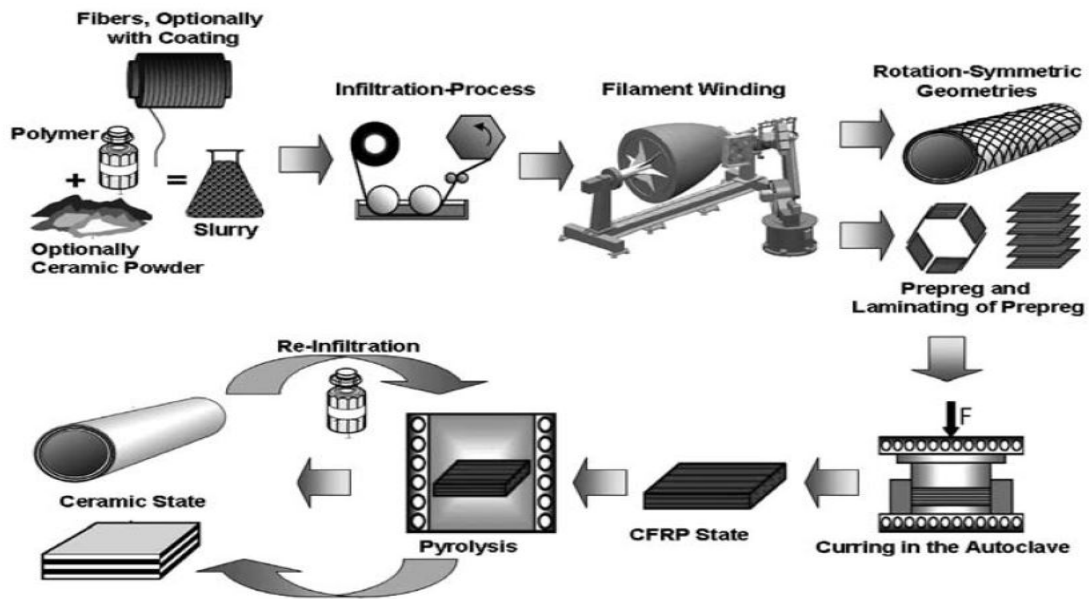 Fibers, Optionally
with Coating
Polymer
+
=
Slurry
Optionally
Ceramic Powder
Infiltration-Process
Filament Winding
Rotation-Symmetric
Geometries
Prepreg and
Laminating of Prepreg
F
Curring in the Autoclave
CFRP State
Pyrolysis
Re-Infiltration
Ceramic State